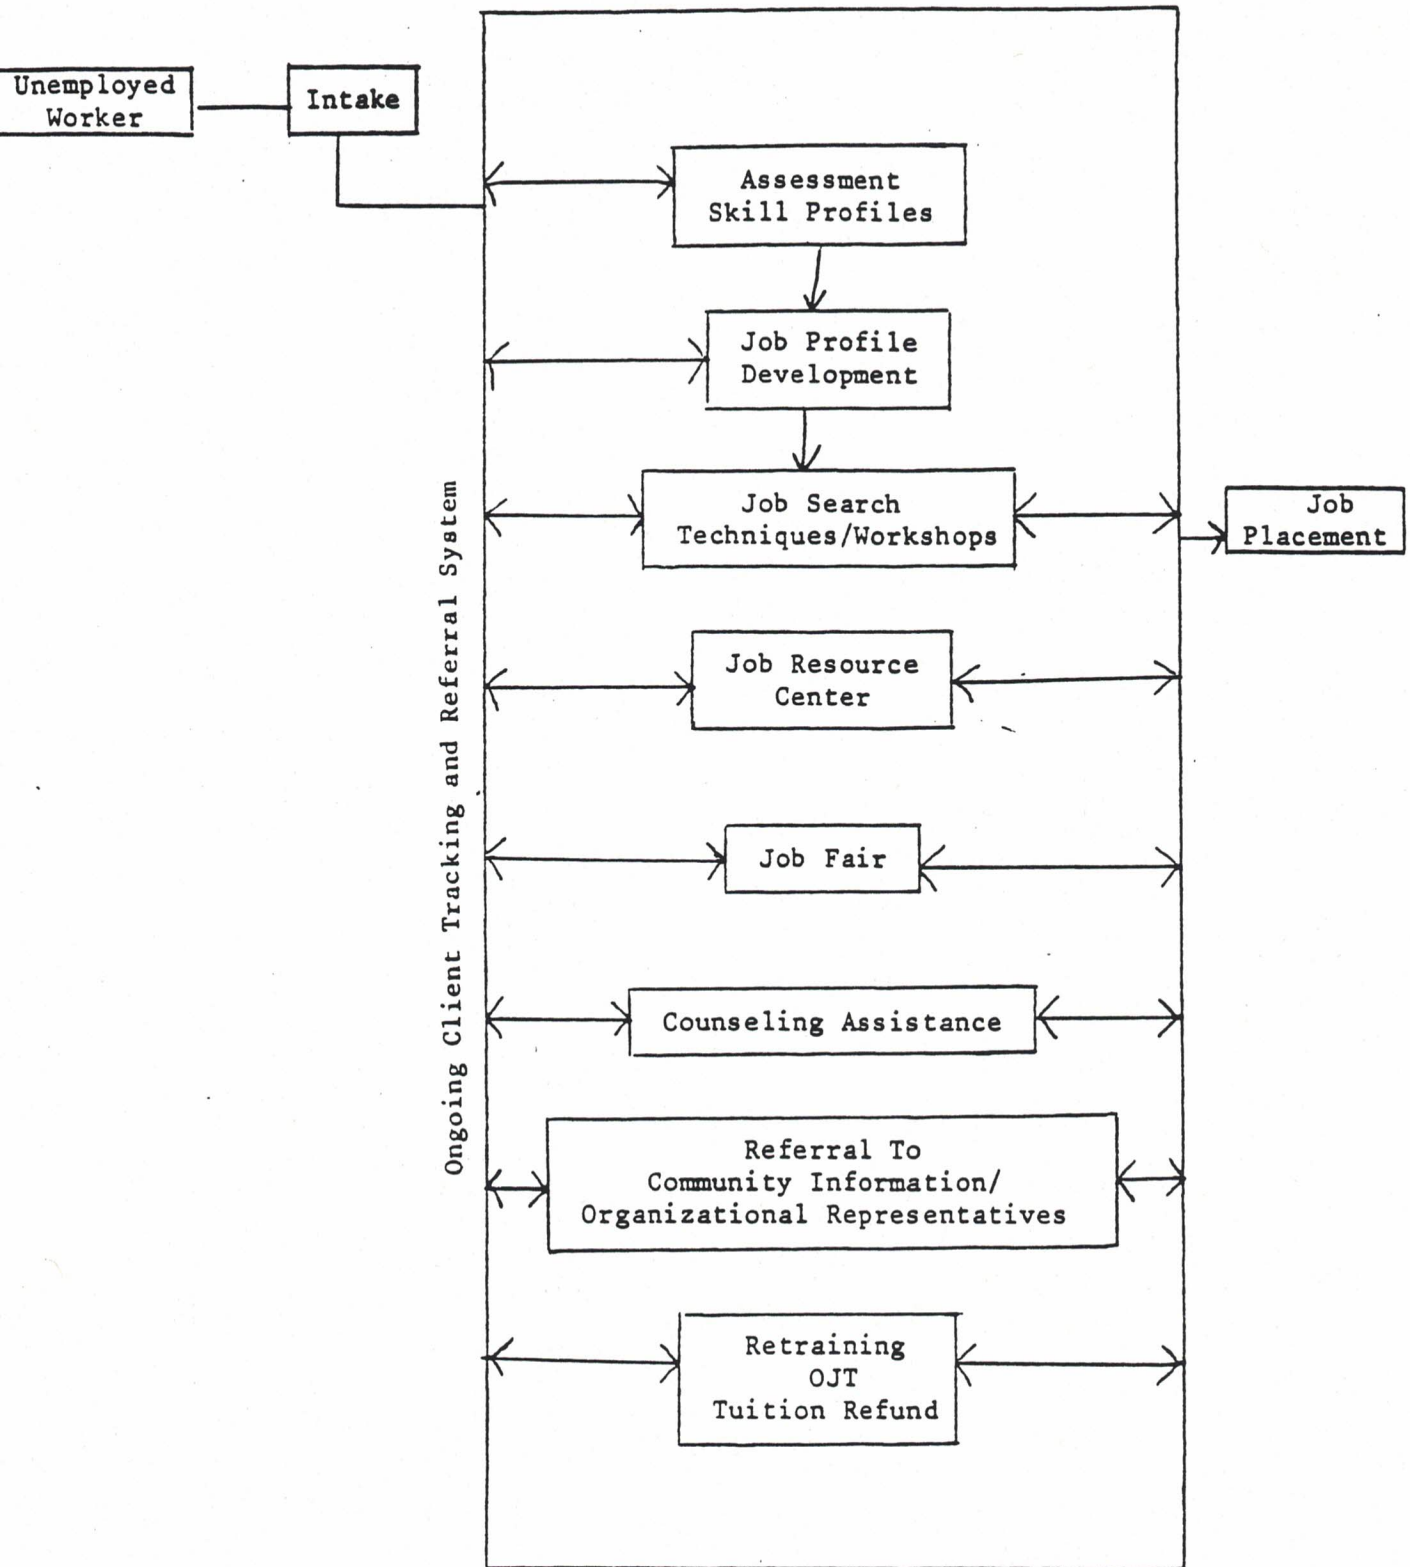 Unemployed
Worker
Intake
Assessment
Skill Profiles
Job Profile
Development
Job Search
Techniques/Workshops
Job
Placement
Ongoing Client Tracking and Referral System
Job Resource
Center
Job Fair
Counseling Assistance
Referral To
Community Information/
Organizational Representatives
Retraining
OJT
Tuition Refund